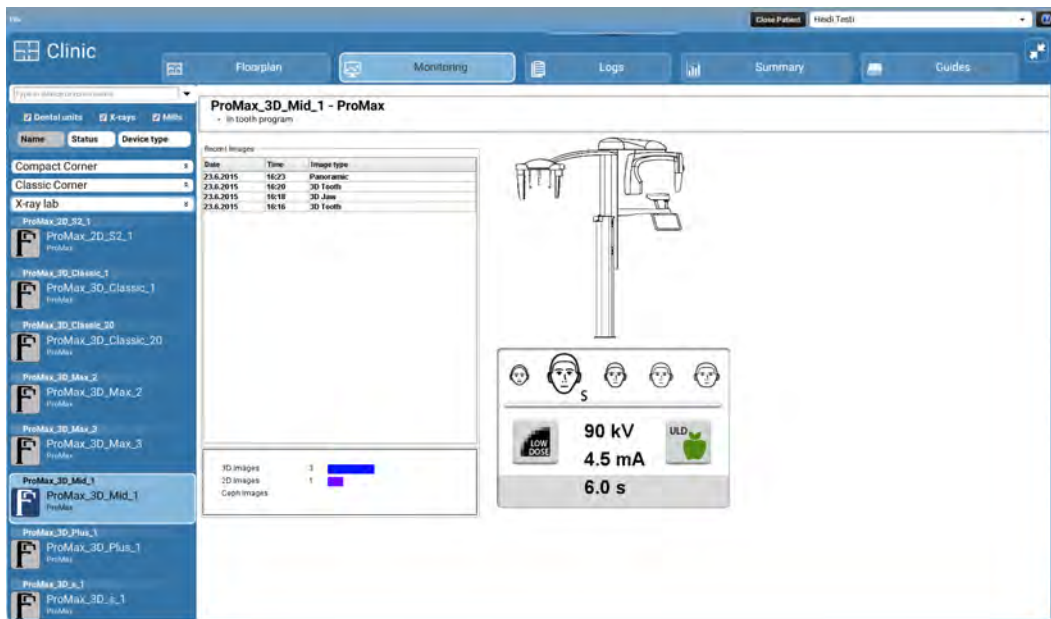 File
Close Patient Heidi Testi
Clinic
Floorplan Monitoring Logs Summary Guides
Dental units X-rays Mills
Name Status Device type
Compact Corner
Classic Corner
X-ray lab
ProMax_2D_S2_1
ProMax_2D_S2_1
ProMax
ProMax_3D_Classic_1
ProMax_3D_Classic_1
ProMax
ProMax_3D_Classic_20
ProMax_3D_Classic_20
ProMax
ProMax_3D_Max_2
ProMax_3D_Max_2
ProMax
ProMax_3D_Max_3
ProMax_3D_Max_3
ProMax
ProMax_3D_Mid_1
ProMax_3D_Mid_1
ProMax
ProMax_3D_Plus_1
ProMax_3D_Plus_1
ProMax
ProMax_3D_s_1
ProMax_3D_s_1
ProMax
ProMax_3D_Mid_1 - ProMax
- In tooth program
Recent Images
Date Time Image type
23.6.2015 16:23 Panoramic
23.6.2015 16:20 3D Tooth
23.6.2015 16:18 3D Jaw
23.6.2015 16:16 3D Tooth
3D Images 3
2D Images 1
Ceph Images
S
LOW DOSE
90 kV
ULD
4.5 mA
6.0 s